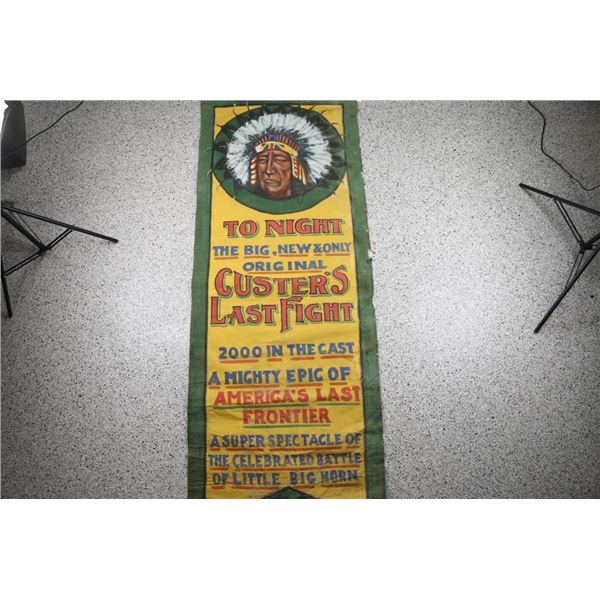 TO NIGHT
THE BIG, NEW & ONLY
ORIGINAL
CUSTER'S
LAST FIGHT
2000 IN THE CAST
A MIGHTY EPIC OF
AMERICA'S LAST
FRONTIER
A SUPER SPECTACLE OF
THE CELEBRATED BATTLE
OF LITTLE BIG HORN